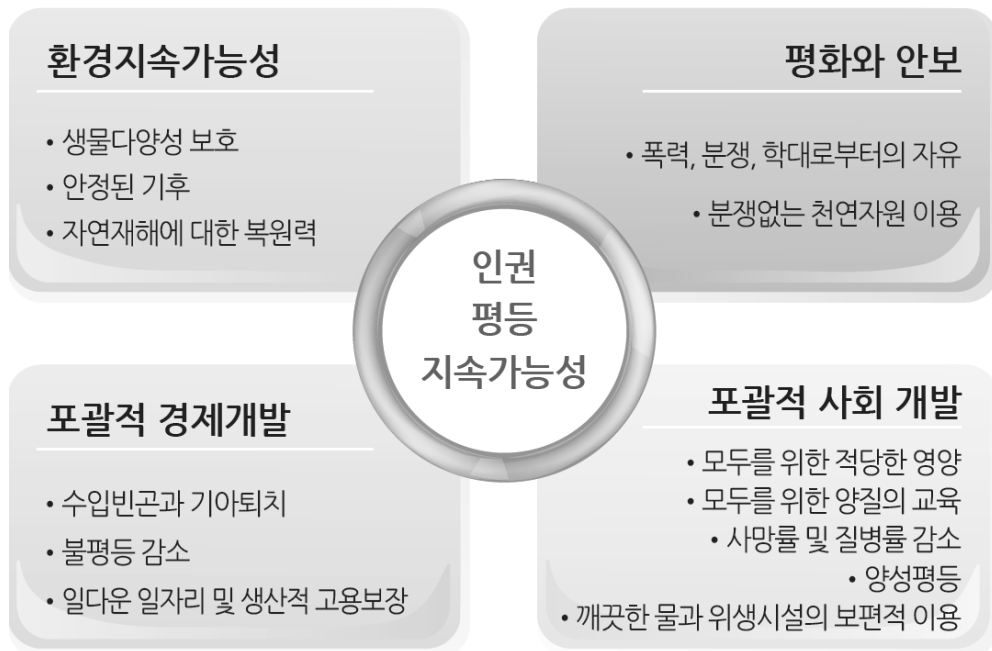 환경지속가능성
• 생물다양성 보호
• 안정된 기후
• 자연재해에 대한 복원력
평화와 안보
• 폭력, 분쟁, 학대로부터의 자유
• 분쟁없는 천연자원 이용
인권
평등
지속가능성
포괄적 경제개발
• 수입빈곤과 기아퇴치
• 불평등 감소
• 일다운 일자리 및 생산적 고용보장
포괄적 사회 개발
• 모두를 위한 적당한 영양
• 모두를 위한 양질의 교육
• 사망률 및 질병률 감소
• 양성평등
• 깨끗한 물과 위생시설의 보편적 이용